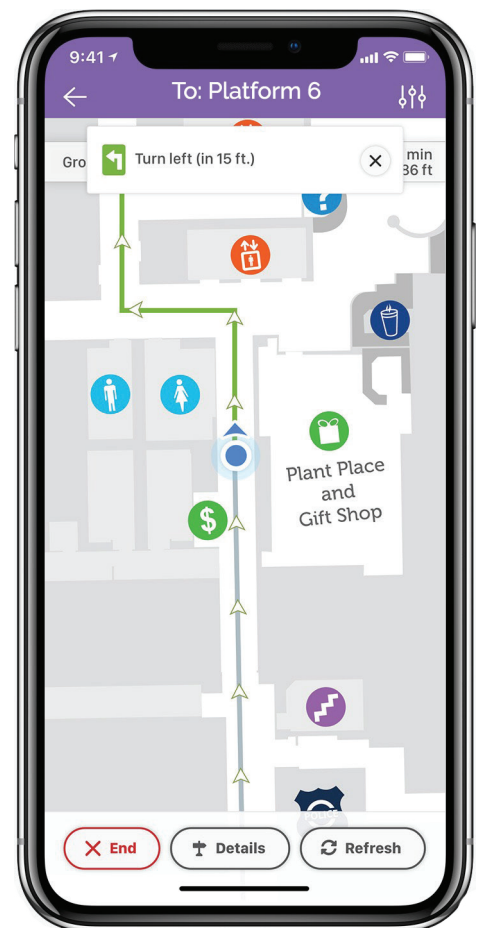 9:41
To: Platform 6
Gro
Turn left (in 15 ft.)
min
36 ft
?
Plant Place
and
Gift Shop
$
POLICE
End
Details
Refresh